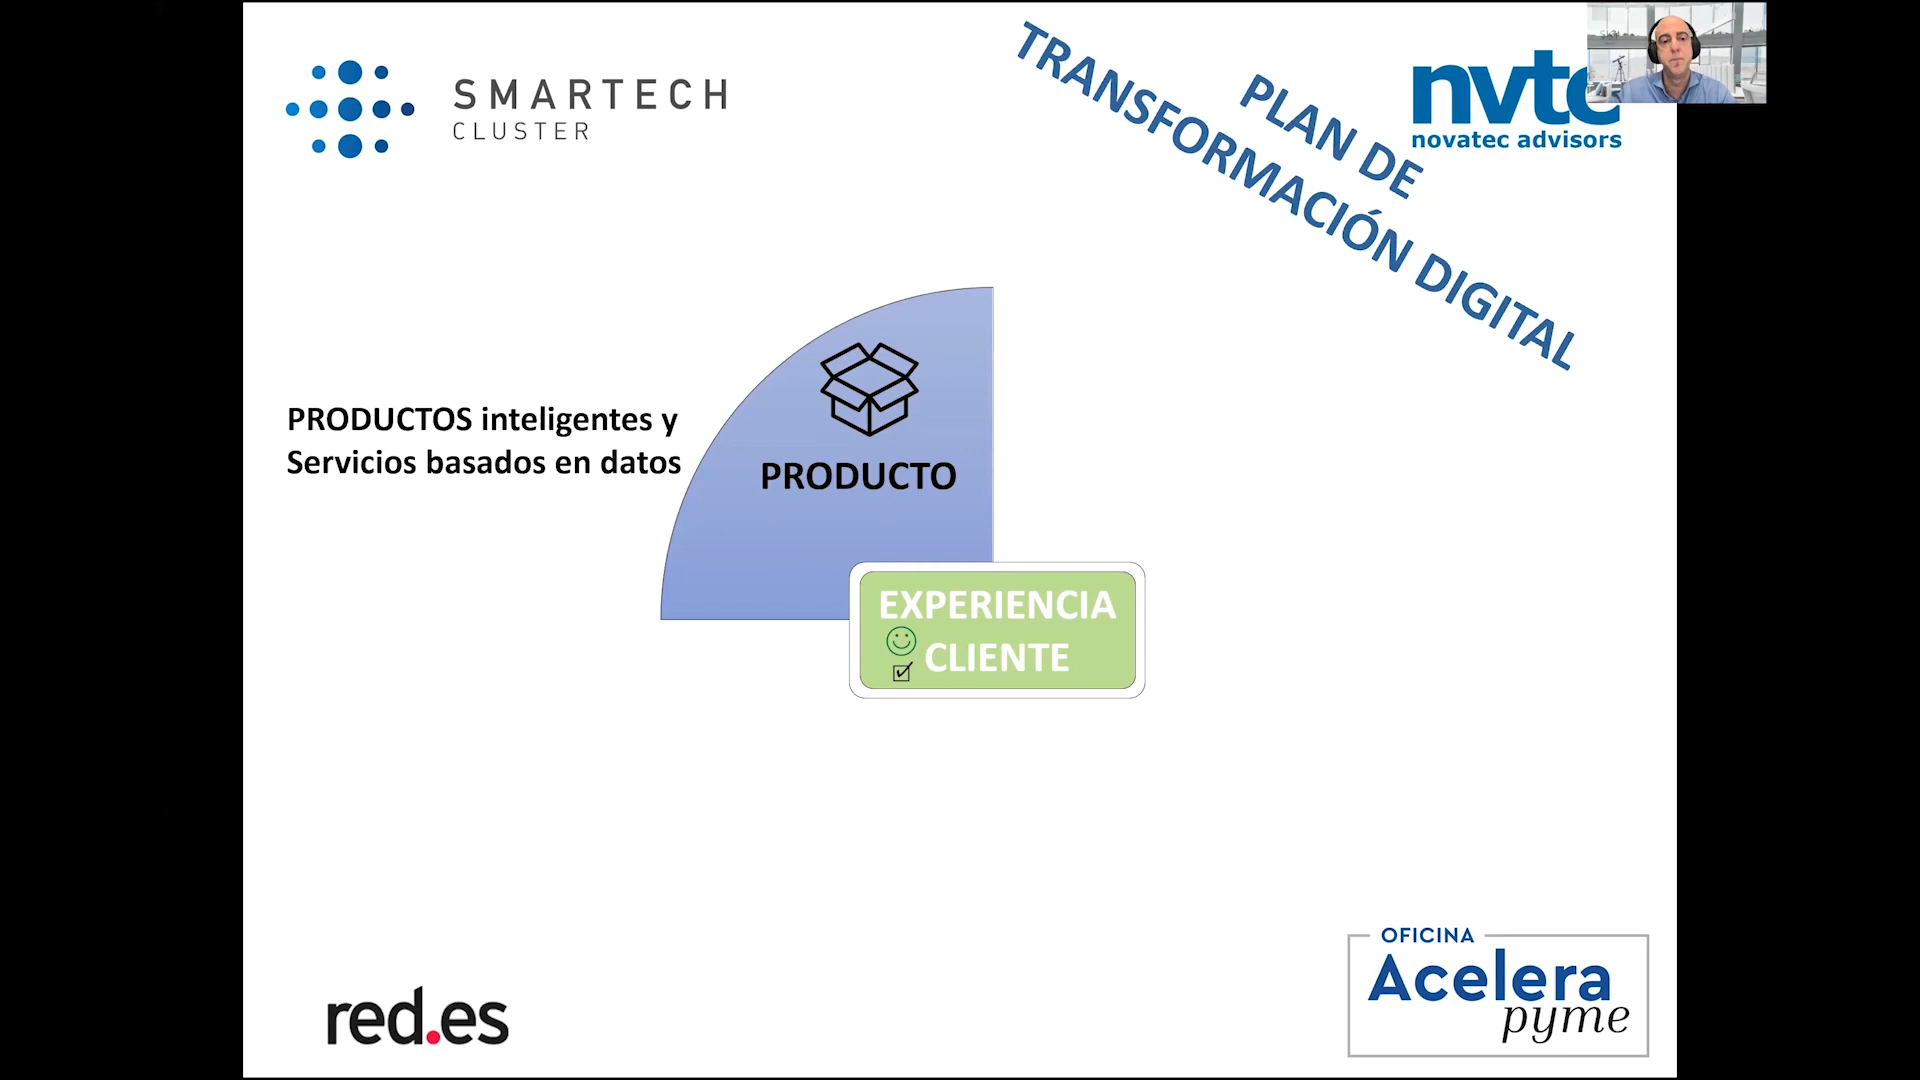 SMARTECH
CLUSTER
PLAN DE
TRANSFORMACIÓN DIGITAL
nvtc
novatec advisors
PRODUCTOS inteligentes y
Servicios basados en datos
PRODUCTO
EXPERIENCIA
CLIENTE
red.es
OFICINA
Acelera
pyme